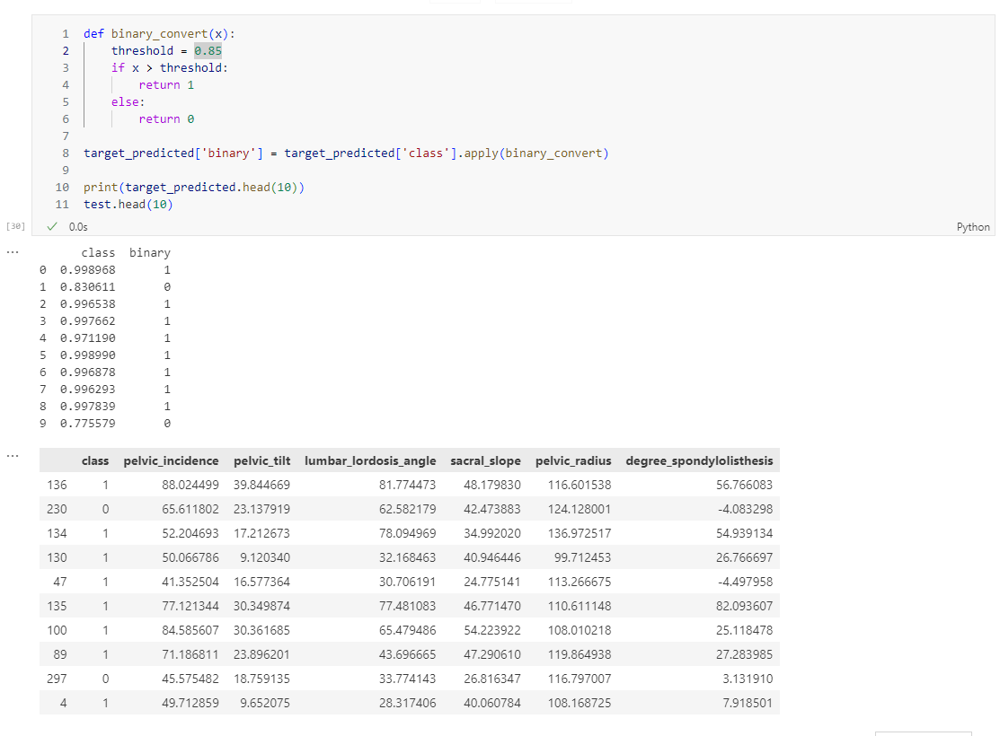 1 def binary_convert(x):
2 threshold = 0.85
3 if x > threshold:
4 return 1
5 else:
6 return 0
7
8 target_predicted['binary'] = target_predicted['class'].apply(binary_convert)
9
10 print(target_predicted.head(10))
11 test.head(10)
[30] ✓ 0.0s Python
... class binary
0 0.998968 1
1 0.830611 0
2 0.996538 1
3 0.997662 1
4 0.971190 1
5 0.998990 1
6 0.996878 1
7 0.996293 1
8 0.997839 1
9 0.775579 0
... class pelvic_incidence pelvic_tilt lumbar_lordosis_angle sacral_slope pelvic_radius degree_spondylolisthesis
136 1 88.024499 39.844669 81.774473 48.179830 116.601538 56.766083
230 0 65.611802 23.137919 62.582179 42.473883 124.128001 -4.083298
134 1 52.204693 17.212673 78.094969 34.992020 136.972517 54.939134
130 1 50.066786 9.120340 32.168463 40.946446 99.712453 26.766697
47 1 41.352504 16.577364 30.706191 24.775141 113.266675 -4.497958
135 1 77.121344 30.349874 77.481083 46.771470 110.611148 82.093607
100 1 84.585607 30.361685 65.479486 54.223922 108.010218 25.118478
89 1 71.186811 23.896201 43.696665 47.290610 119.864938 27.283985
297 0 45.575482 18.759135 33.774143 26.816347 116.797007 3.131910
4 1 49.712859 9.652075 28.317406 40.060784 108.168725 7.918501